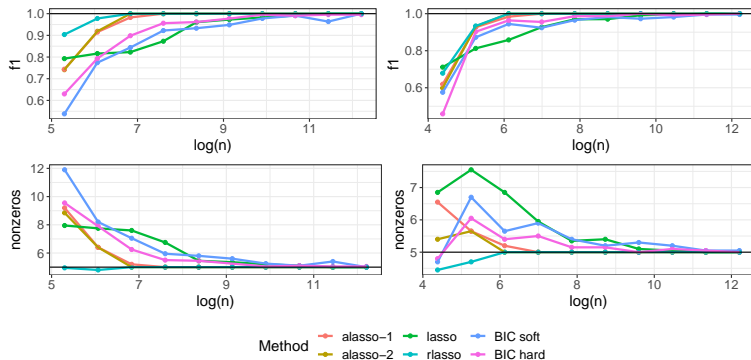 1.0
0.9
0.8
0.7
0.6
f1
5 7 9 11
log(n)
1.0
0.9
0.8
0.7
0.6
0.5
f1
4 6 8 10 12
log(n)
12
10
8
6
nonzeros
5 7 9 11
log(n)
7
6
5
nonzeros
4 6 8 10 12
log(n)
Method
alasso-1 lasso BIC soft
alasso-2 rlasso BIC hard